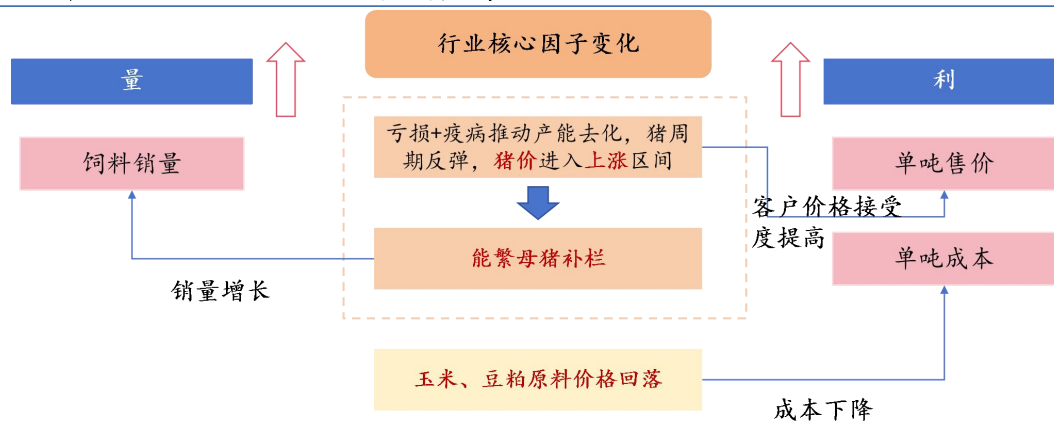 行业核心因子变化
量
利
亏损+疫病推动产能去化，猪周
期反弹，猪价进入上涨区间
饲料销量
单吨售价
客户价格接受
度提高
能繁母猪补栏
单吨成本
销量增长
玉米、豆粕原料价格回落
成本下降